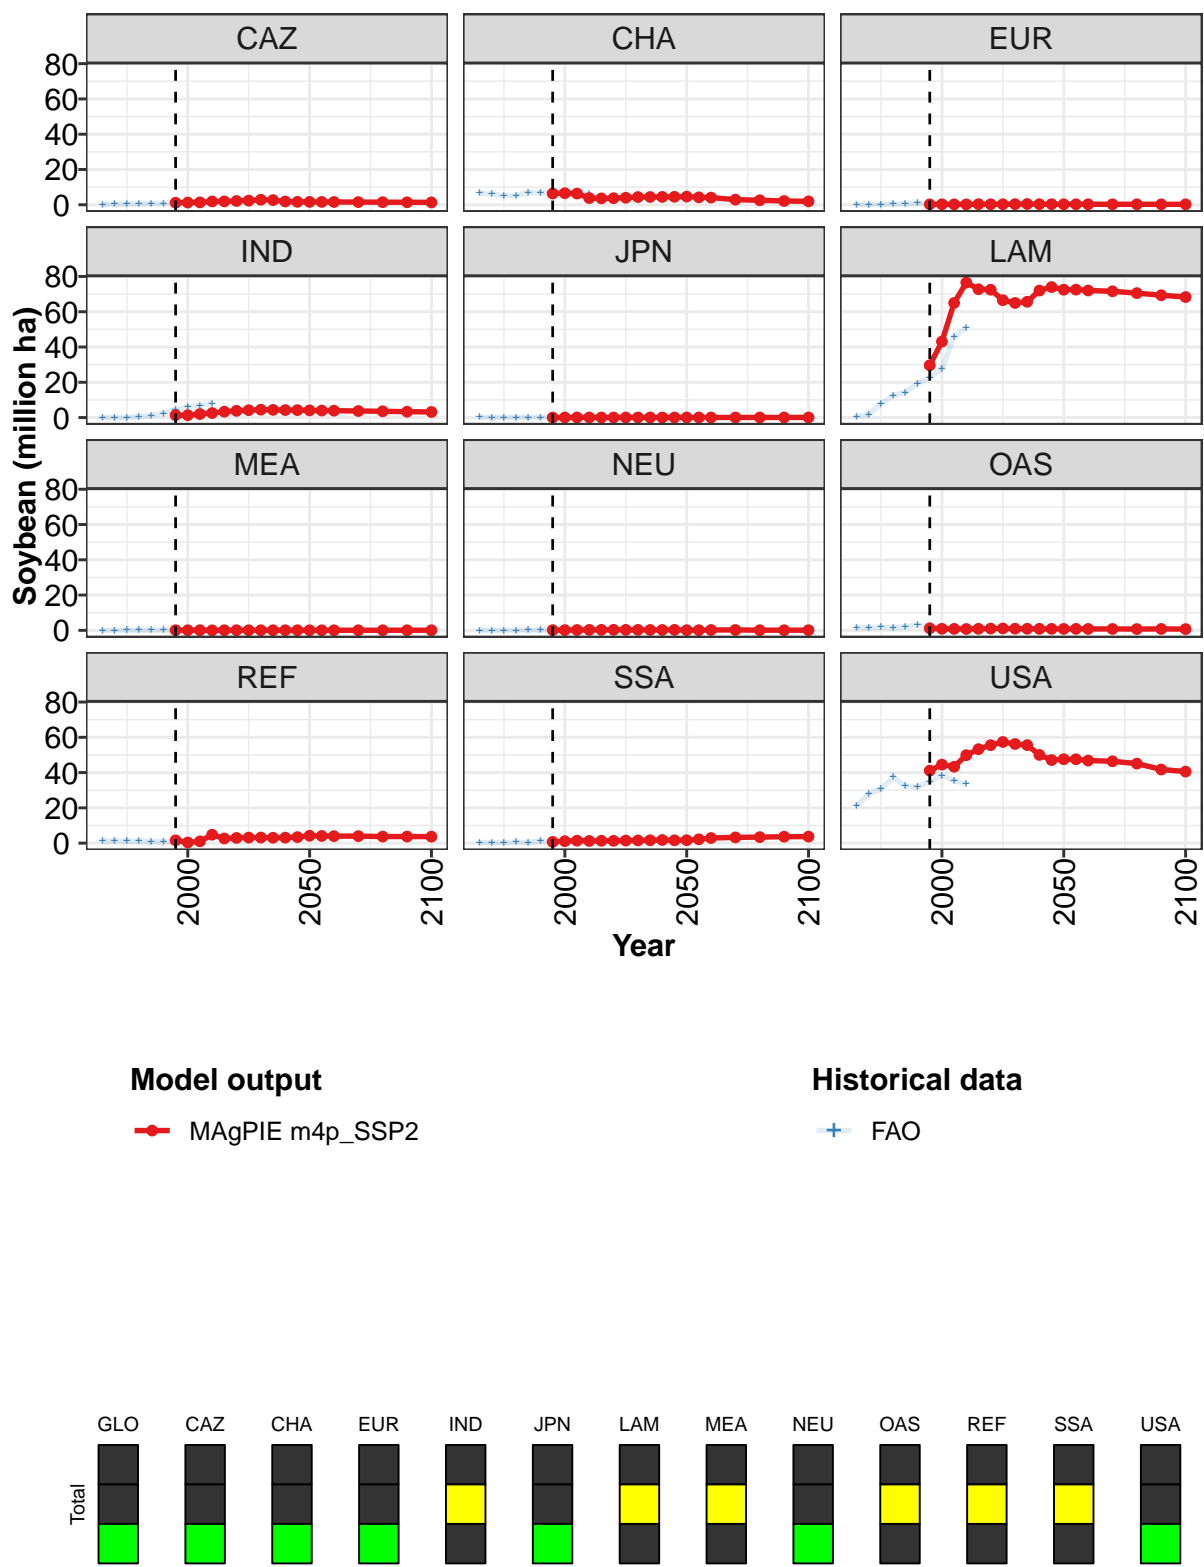 CAZ CHA EUR
80
60
40
20
0
IND JPN LAM
80
60
40
20
0
MEA NEU OAS
80
60
40
20
0
REF SSA USA
80
60
40
20
0
Soybean (million ha)
2000 2050 2100 2000 2050 2100 2000 2050 2100
Year
Model output Historical data
MAgPIE m4p_SSP2 FAO
GLO CAZ CHA EUR IND JPN LAM MEA NEU OAS REF SSA USA
Total